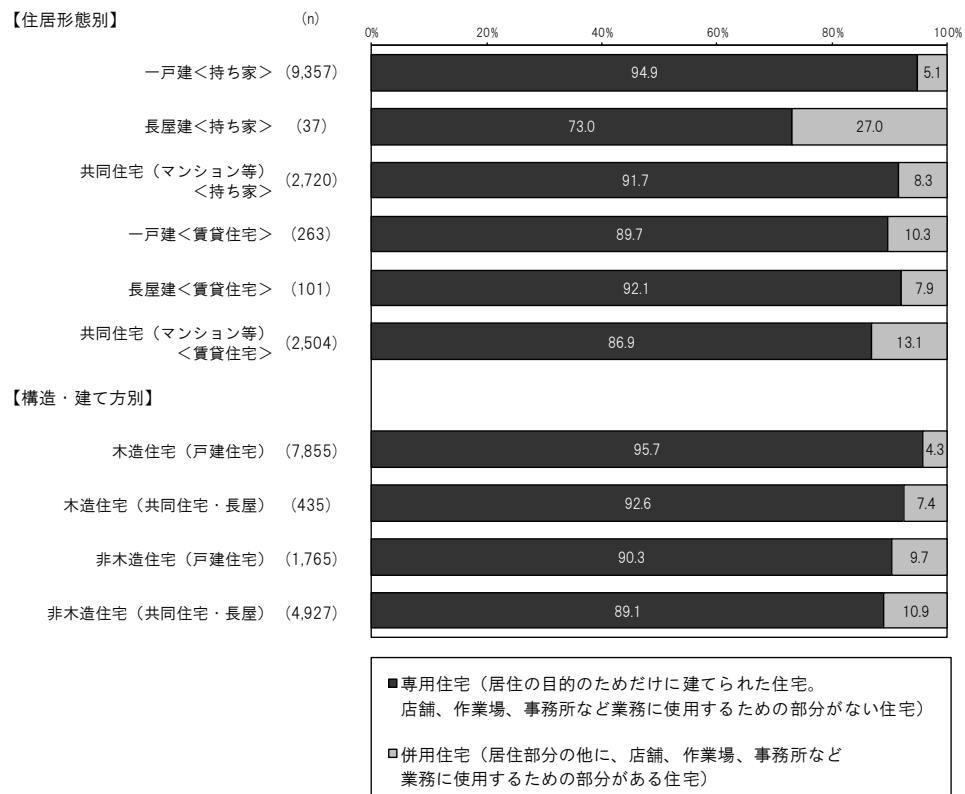 【住居形態別】 (n)
0% 20% 40% 60% 80% 100%
一戸建＜持ち家＞ (9,357) 94.9 5.1
長屋建＜持ち家＞ (37) 73.0 27.0
共同住宅（マンション等）
＜持ち家＞ (2,720) 91.7 8.3
一戸建＜賃貸住宅＞ (263) 89.7 10.3
長屋建＜賃貸住宅＞ (101) 92.1 7.9
共同住宅（マンション等）
＜賃貸住宅＞ (2,504) 86.9 13.1
【構造・建て方別】
木造住宅（戸建住宅） (7,855) 95.7 4.3
木造住宅（共同住宅・長屋） (435) 92.6 7.4
非木造住宅（戸建住宅） (1,765) 90.3 9.7
非木造住宅（共同住宅・長屋） (4,927) 89.1 10.9
専用住宅（居住の目的のためだけに建てられた住宅。
店舗、作業場、事務所など業務に使用するための部分がない住宅）
併用住宅（居住部分の他に、店舗、作業場、事務所など
業務に使用するための部分がある住宅）